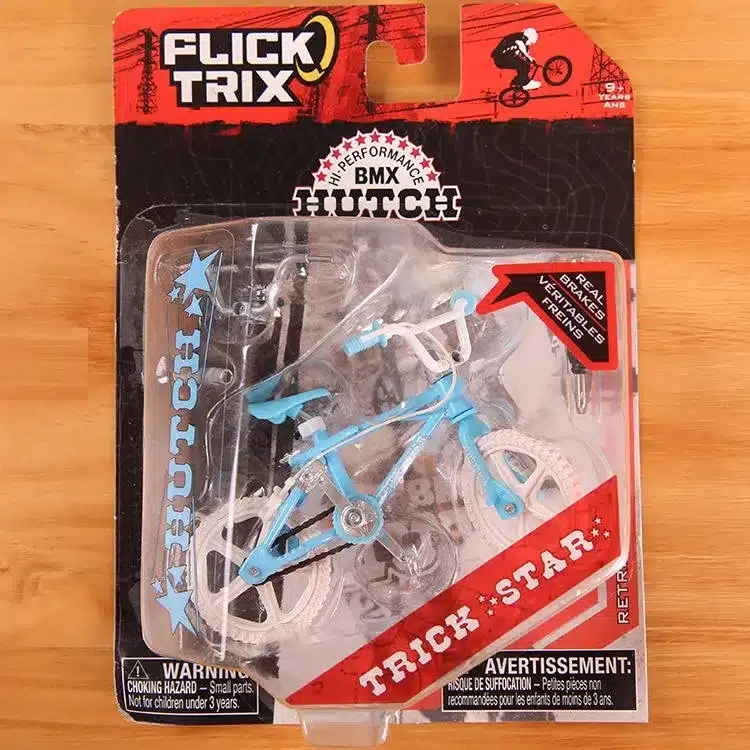 FLICK
TRIX
9+
YEARS
ANS
HI-PERFORMANCE
BMX
HUTCH
REAL
BRAKES
VÉRITABLES
FREINS
HUTCH
TRICK STAR
RETR
WARNING
CHOKING HAZARD – Small parts.
Not for children under 3 years.
AVERTISSEMENT:
RISQUE DE SUFFOCATION – Petites pièces non
recommandées pour les enfants de moins de 3 ans.